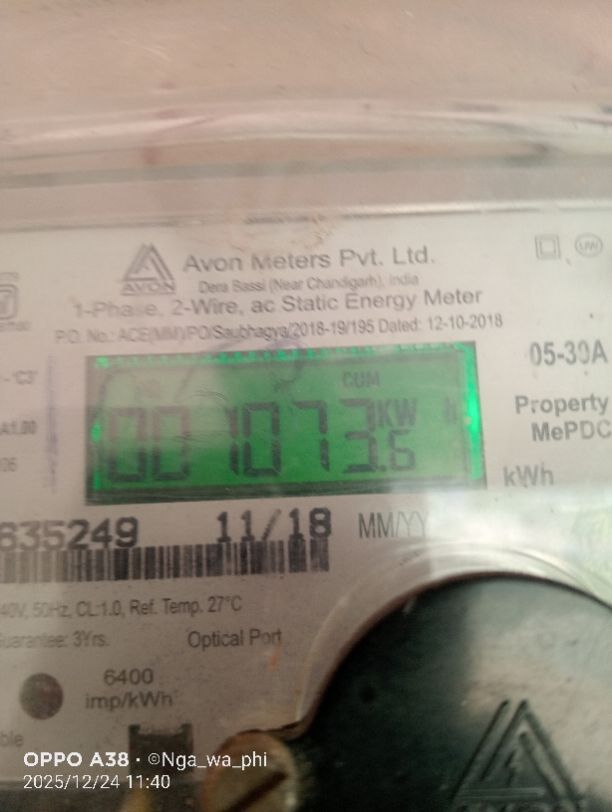 Avon Meters Pvt. Ltd.
AVON
Dera Bassi (Near Chandigarh), India
1-Phase, 2-Wire, ac Static Energy Meter
P.O. No.: ACE(MM)/PO/Saubhagya/2018-19/195 Dated: 12-10-2018
05-30A
CUM
001073.6 KW h
Property
MePDC
kWh
635249 11/18 MM/YY
40V, 50Hz, CL:1.0, Ref. Temp. 27°C
Guarantee: 3Yrs. Optical Port
6400
imp/kWh
OPPO A38 · ©Nga_wa_phi
2025/12/24 11:40